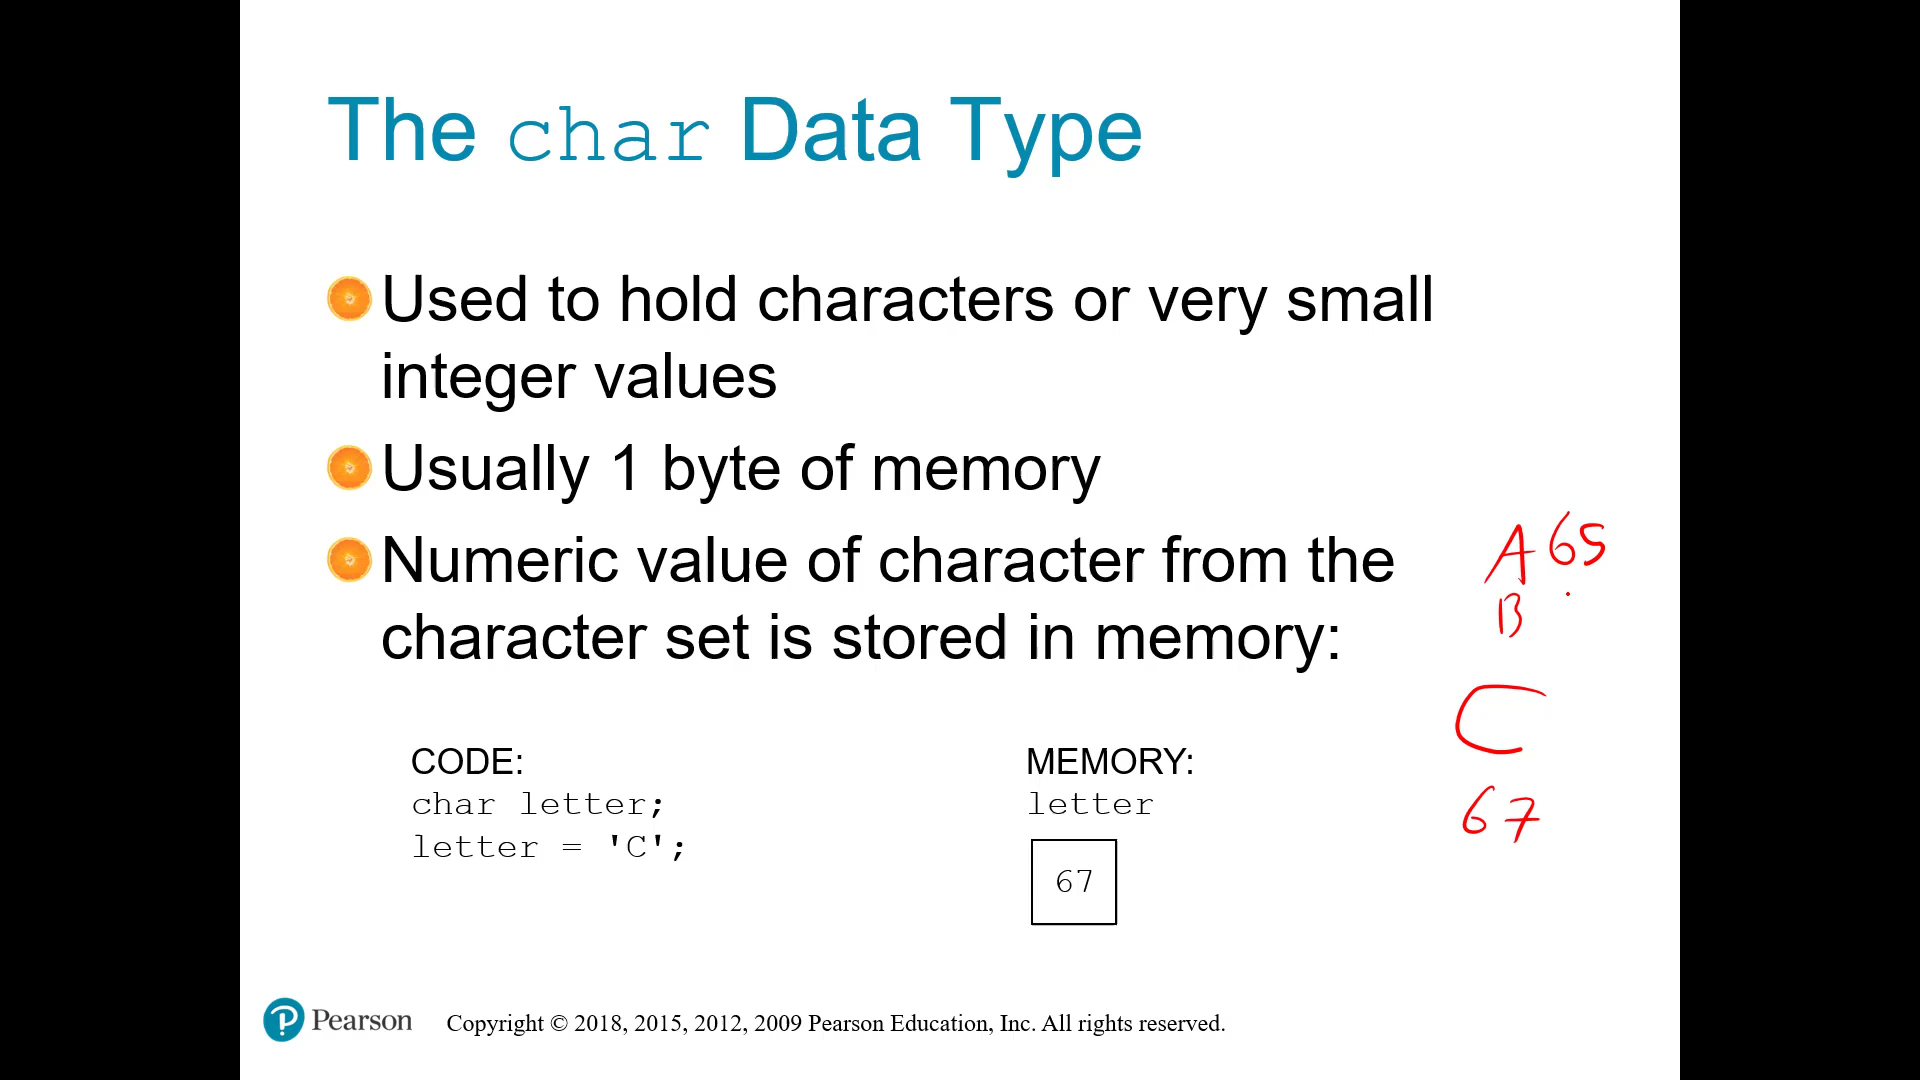 The char Data Type
Used to hold characters or very small
integer values
Usually 1 byte of memory
Numeric value of character from the
character set is stored in memory:
A 65
B
C
67
CODE:
char letter;
letter = 'C';
MEMORY:
letter
67
Pearson
Copyright © 2018, 2015, 2012, 2009 Pearson Education, Inc. All rights reserved.